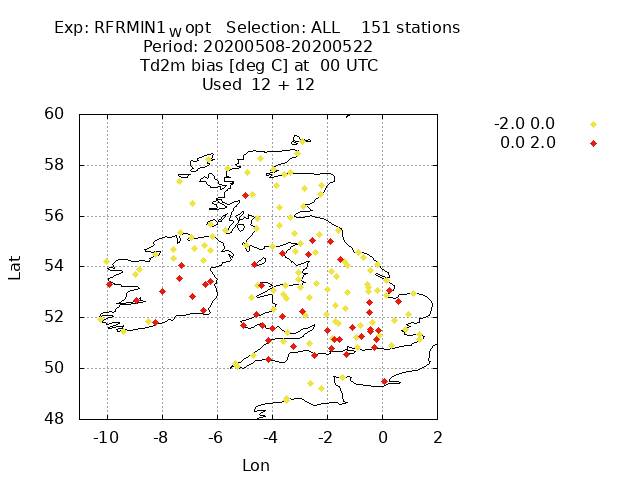 Exp: RFRMIN1 W opt Selection: ALL 151 stations
Period: 20200508-20200522
Td2m bias [deg C] at 00 UTC
Used 12 + 12
-2.0 0.0
0.0 2.0
60
58
56
54
52
50
48
Lat
-10 -8 -6 -4 -2 0 2
Lon